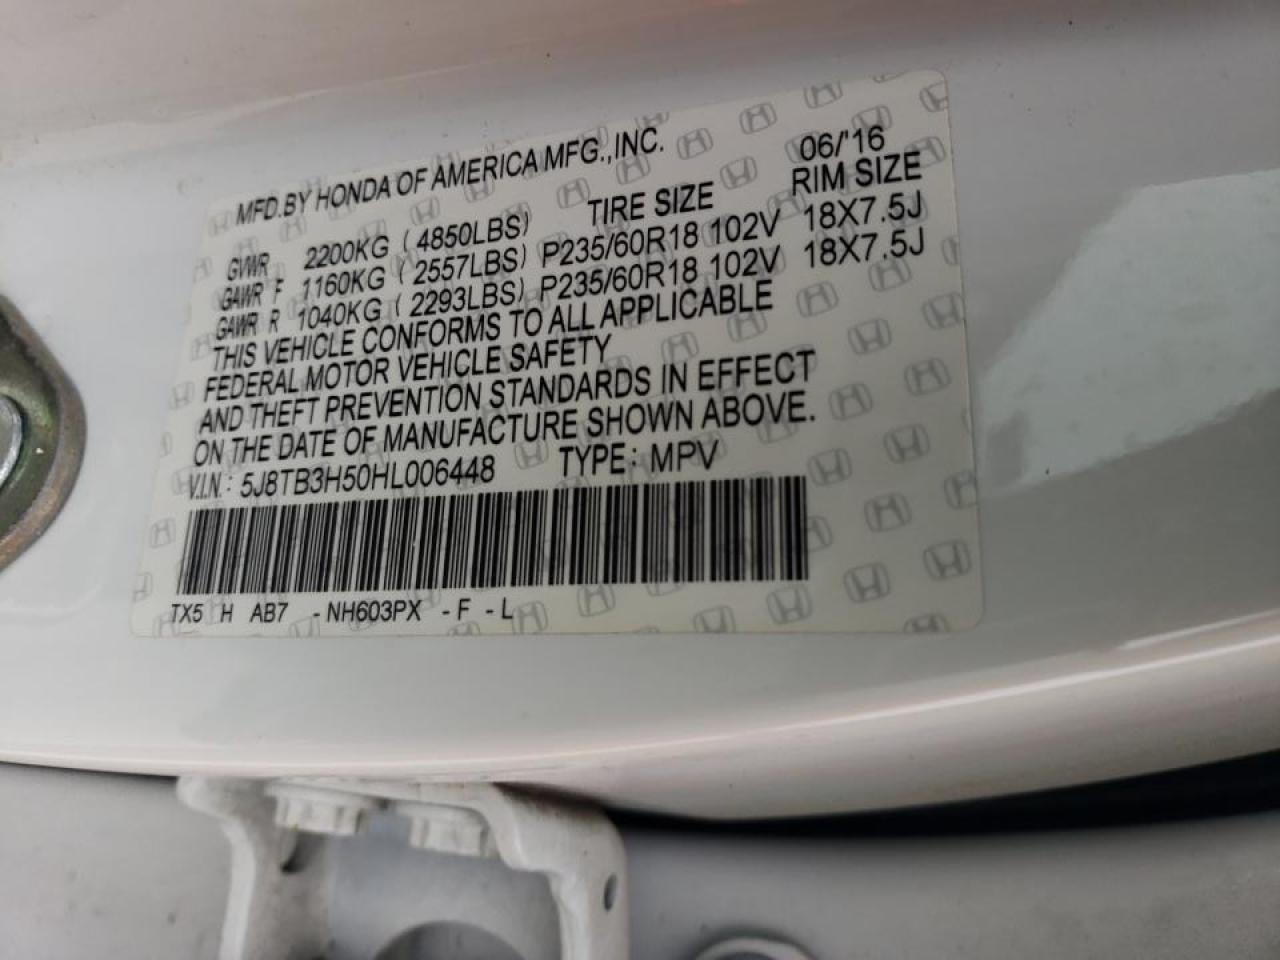 MFD.BY HONDA OF AMERICA MFG.,INC. 06/'16
GVWR 2200KG (4850LBS) TIRE SIZE RIM SIZE
GAWR F 1160KG (2557LBS) P235/60R18 102V 18X7.5J
GAWR R 1040KG (2293LBS) P235/60R18 102V 18X7.5J
THIS VEHICLE CONFORMS TO ALL APPLICABLE
FEDERAL MOTOR VEHICLE SAFETY
AND THEFT PREVENTION STANDARDS IN EFFECT
ON THE DATE OF MANUFACTURE SHOWN ABOVE.
V.I.N.: 5J8TB3H50HL006448 TYPE: MPV
TX5 H AB7 -NH603PX -F -L